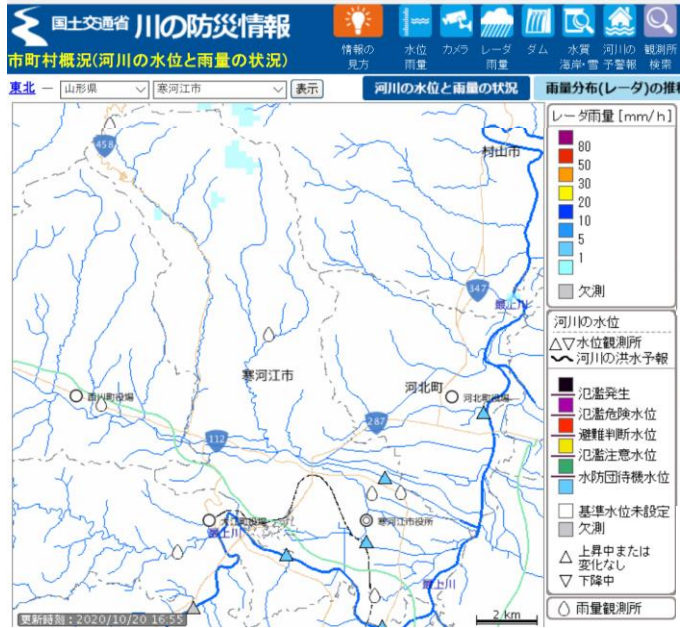 国土交通省 川の防災情報
市町村概況(河川の水位と雨量の状況)
情報の
見方
水位
雨量
カメラ
レーダ
雨量
ダム
水質
海岸・雪
河川の
予警報
観測所
検索
東北 — 山形県 寒河江市 表示
河川の水位と雨量の状況
雨量分布(レーダ)の推移
レーダ雨量 [mm/h]
80
50
30
20
10
5
1
欠測
河川の水位
△▽水位観測所
河川の洪水予報
氾濫発生
氾濫危険水位
避難判断水位
氾濫注意水位
水防団待機水位
基準水位未設定
欠測
△ 上昇中または
変化なし
▽ 下降中
雨量観測所
458
村山市
347
最上川
寒河江市
河北町
河北町役場
西川町役場
287
112
大江町役場
最上川
寒河江市役所
最上川
更新時刻:2020/10/20 16:55
2 km